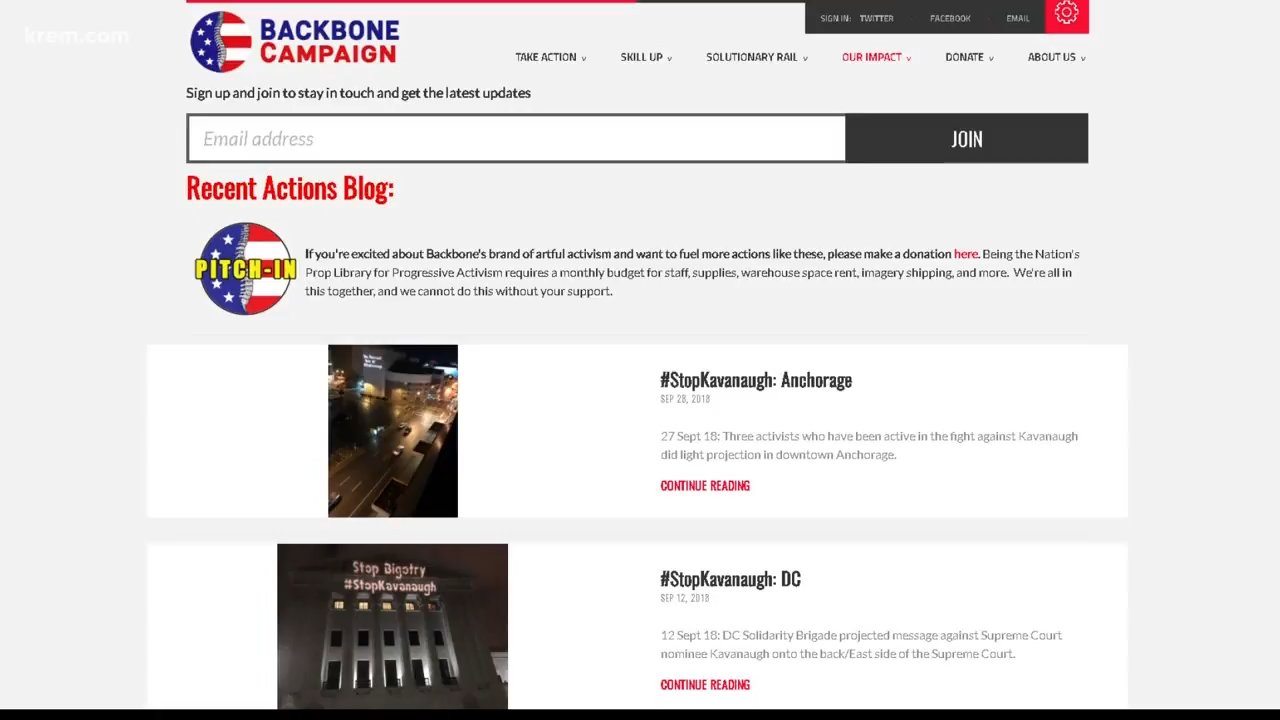 krem.com
BACKBONE
CAMPAIGN
SIGN IN: TWITTER FACEBOOK EMAIL
TAKE ACTION v SKILL UP v SOLUTIONARY RAIL v OUR IMPACT v DONATE v ABOUT US v
Sign up and join to stay in touch and get the latest updates
Email address JOIN
Recent Actions Blog:
PITCH-IN
If you're excited about Backbone's brand of artful activism and want to fuel more actions like these, please make a donation here. Being the Nation's
Prop Library for Progressive Activism requires a monthly budget for staff, supplies, warehouse space rent, imagery shipping, and more. We're all in
this together, and we cannot do this without your support.
#StopKavanaugh: Anchorage
SEP 28, 2018
27 Sept 18: Three activists who have been active in the fight against Kavanaugh
did light projection in downtown Anchorage.
CONTINUE READING
Stop Bigotry
#StopKavanaugh
#StopKavanaugh: DC
SEP 12, 2018
12 Sept 18: DC Solidarity Brigade projected message against Supreme Court
nominee Kavanaugh onto the back/East side of the Supreme Court.
CONTINUE READING